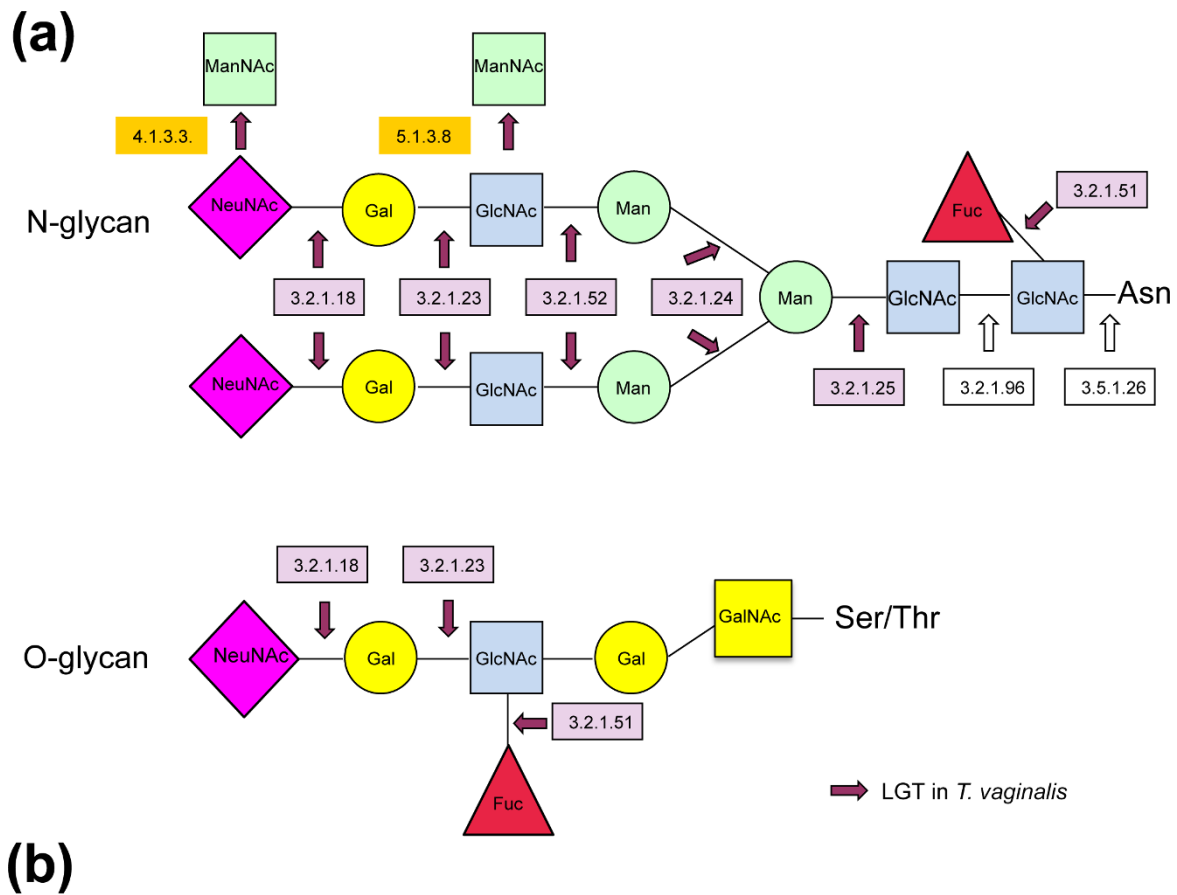 (a)
ManNAc
ManNAc
4.1.3.3.
5.1.3.8
N-glycan
NeuNAc
Gal
GlcNAc
Man
Fuc
3.2.1.51
3.2.1.18
3.2.1.23
3.2.1.52
3.2.1.24
Man
GlcNAc
GlcNAc
Asn
NeuNAc
Gal
GlcNAc
Man
3.2.1.25
3.2.1.96
3.5.1.26
3.2.1.18
3.2.1.23
O-glycan
NeuNAc
Gal
GlcNAc
Gal
GalNAc
Ser/Thr
3.2.1.51
Fuc
LGT in T. vaginalis
(b)